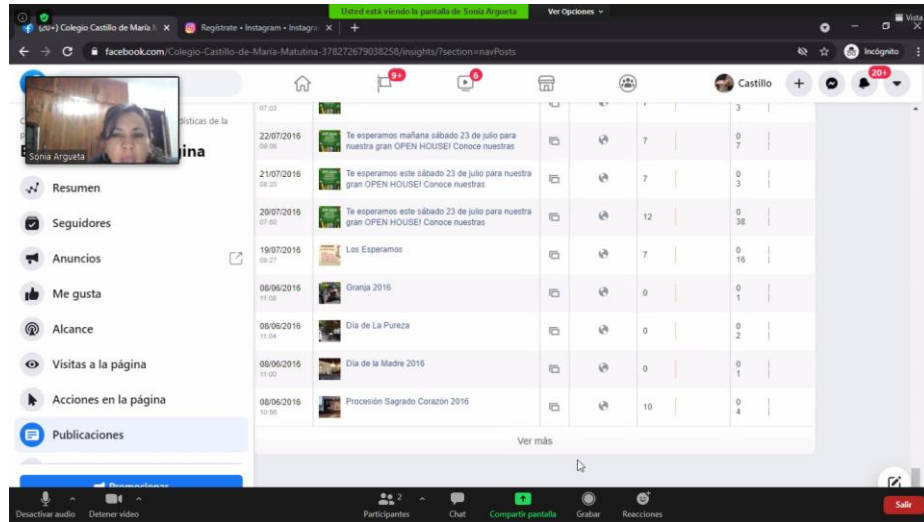 Usted está viendo la pantalla de Sonia Argueta
Ver Opciones
Vista
(20+) Colegio Castillo de María
Regístrate • Instagram • Instagra
facebook.com/Colegio-Castillo-de-Maria-Matutina-378272679038258/insights/?section=navPosts
Incógnito
9+
6
Castillo
20+
Sonia Argueta
ísticas de la
ina
Resumen
Seguidores
Anuncios
Me gusta
Alcance
Visitas a la página
Acciones en la página
Publicaciones
Promocionar
07:03
3
22/07/2016
09:08
Te esperamos mañana sábado 23 de julio para
nuestra gran OPEN HOUSE! Conoce nuestras
7
0
7
21/07/2016
08:20
Te esperamos este sábado 23 de julio para nuestra
gran OPEN HOUSE! Conoce nuestras
7
0
3
20/07/2016
07:50
Te esperamos este sábado 23 de julio para nuestra
gran OPEN HOUSE! Conoce nuestras
12
0
38
19/07/2016
08:27
Los Esperamos
7
0
16
08/06/2016
11:08
Granja 2016
0
0
1
08/06/2016
11:04
Día de La Pureza
0
0
2
08/06/2016
11:00
Día de la Madre 2016
0
0
1
08/06/2016
10:56
Procesión Sagrado Corazón 2016
10
0
4
Ver más
Desactivar audio
Detener video
2
Participantes
Chat
Compartir pantalla
Grabar
Reacciones
Salir